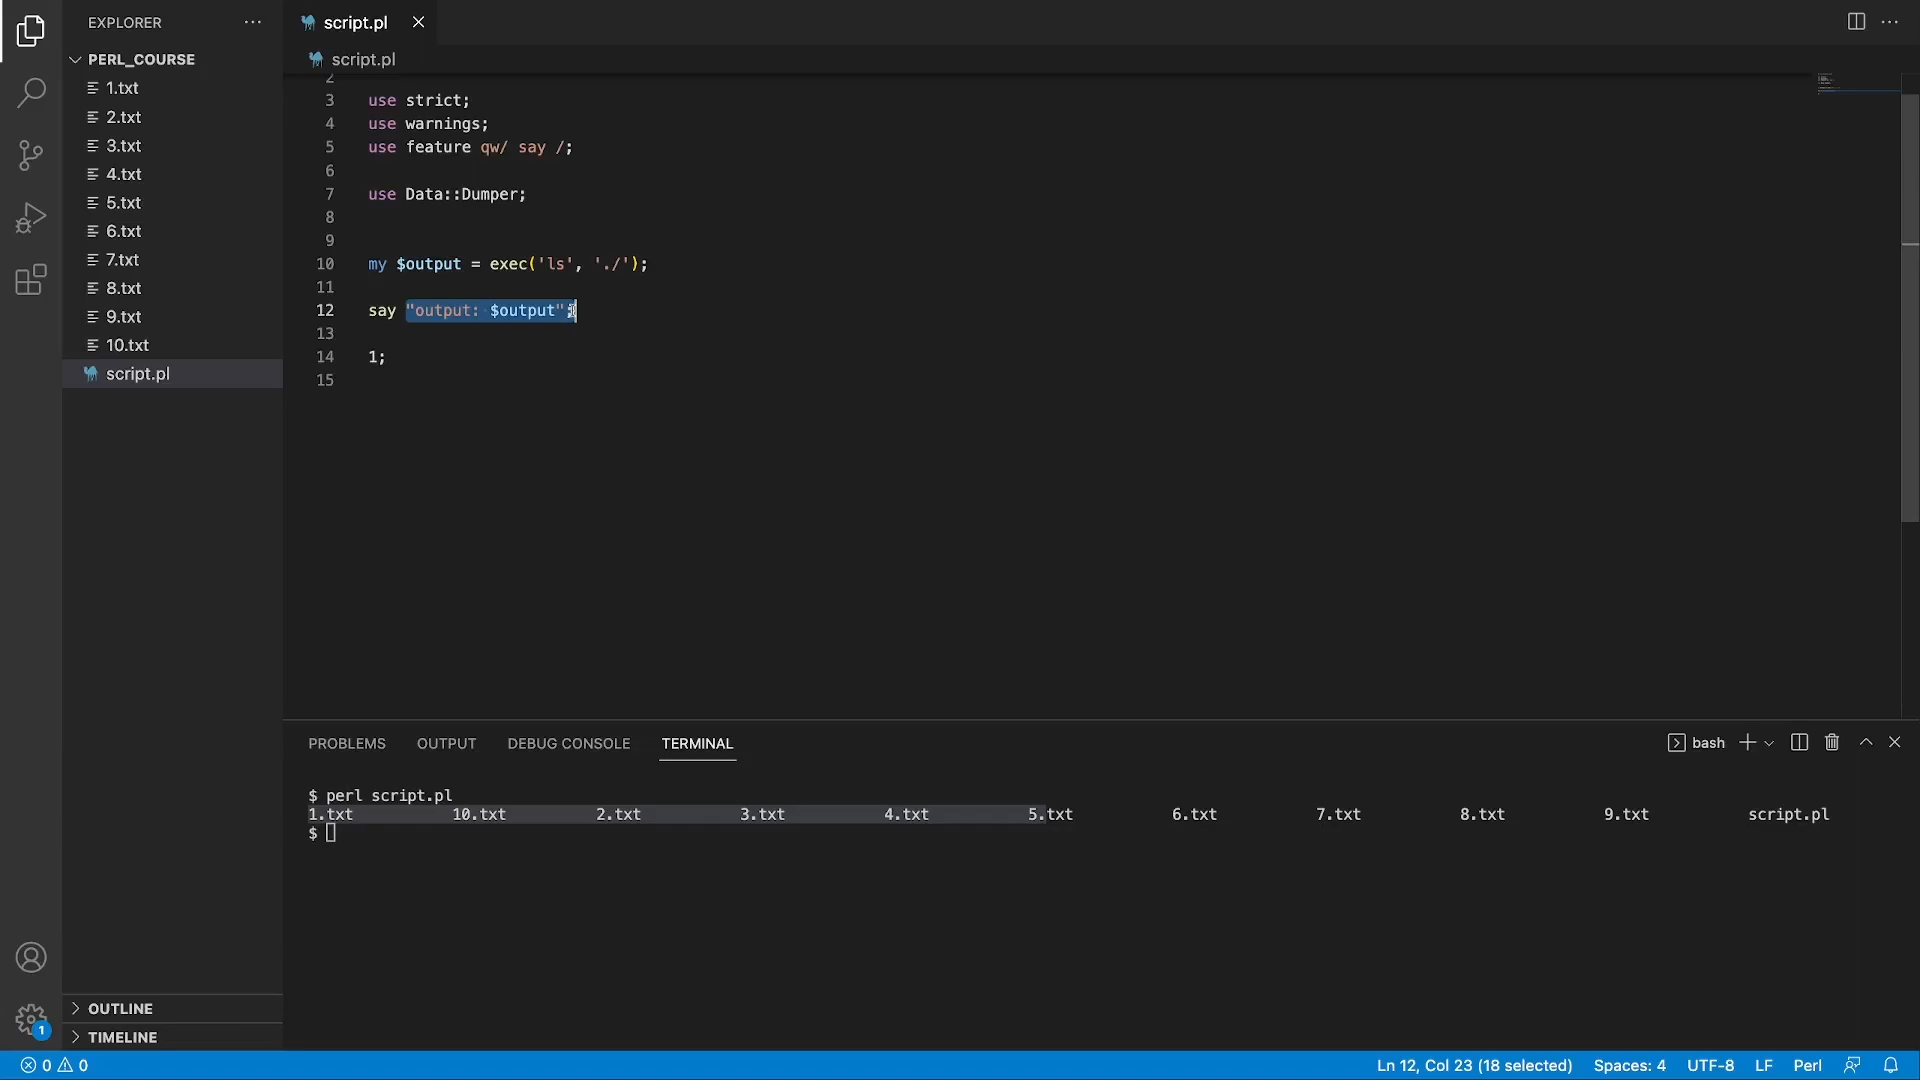 EXPLORER
script.pl
PERL_COURSE
script.pl
1.txt
2.txt
3.txt
4.txt
5.txt
6.txt
7.txt
8.txt
9.txt
10.txt
script.pl
2
3 use strict;
4 use warnings;
5 use feature qw/ say /;
6
7 use Data::Dumper;
8
9
10 my $output = exec('ls', './');
11
12 say "output: $output";
13
14 1;
15
PROBLEMS OUTPUT DEBUG CONSOLE TERMINAL bash
$ perl script.pl
1.txt 10.txt 2.txt 3.txt 4.txt 5.txt 6.txt 7.txt 8.txt 9.txt script.pl
$
OUTLINE
1
TIMELINE
0 0 Ln 12, Col 23 (18 selected) Spaces: 4 UTF-8 LF Perl